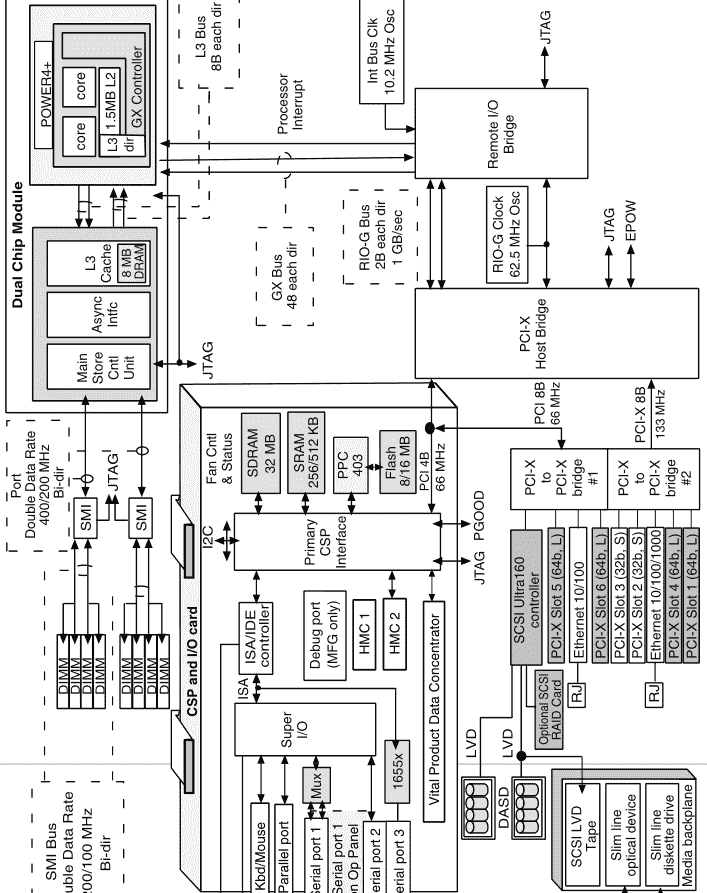 L3 Bus
8B each dir
Int Bus Clk
10.2 MHz Osc
JTAG
POWER4+
core
core
1.5MB L2
L3
dir
GX Controller
Processor
Interrupt
Remote I/O
Bridge
Dual Chip Module
L3
Cache
8 MB
DRAM
Async
Intfc
Main
Store
Cntl
Unit
JTAG
GX Bus
48 each dir
RIO-G Bus
2B each dir
1 GB/sec
RIO-G Clock
62.5 MHz Osc
JTAG
EPOW
PCI-X
Host Bridge
Port
Double Data Rate
400/200 MHz
Bi-dir
SMI
JTAG
SMI
Fan Cntl
& Status
SDRAM
32 MB
SRAM
256/512 KB
PPC
403
Flash
8/16 MB
PCI 4B
66 MHz
PCI 8B
66 MHz
PCI-X 8B
133 MHz
I2C
Primary
CSP
Interface
JTAG
PGOOD
PCI-X
to
PCI-X
bridge
#1
PCI-X
to
PCI-X
bridge
#2
DIMM
DIMM
DIMM
DIMM
DIMM
DIMM
DIMM
DIMM
CSP and I/O card
ISA/IDE
controller
ISA
Debug port
(MFG only)
HMC 1
HMC 2
Vital Product Data Concentrator
SCSI Ultra160
controller
PCI-X Slot 5 (64b, L)
Ethernet 10/100
PCI-X Slot 6 (64b, L)
PCI-X Slot 3 (32b, S)
PCI-X Slot 2 (32b, S)
Ethernet 10/100/1000
PCI-X Slot 4 (64b, L)
PCI-X Slot 1 (64b, L)
RJ
RJ
Optional SCSI
RAID Card
Super
I/O
Mux
1655x
LVD
LVD
DASD
SMI Bus
uble Data Rate
00/100 MHz
Bi-dir
Kbd/Mouse
Parallel port
Serial port 1
Serial port 1
on Op Panel
erial port 2
erial port 3
SCSI LVD
Tape
Slim line
optical device
Slim line
diskette drive
Media backplane